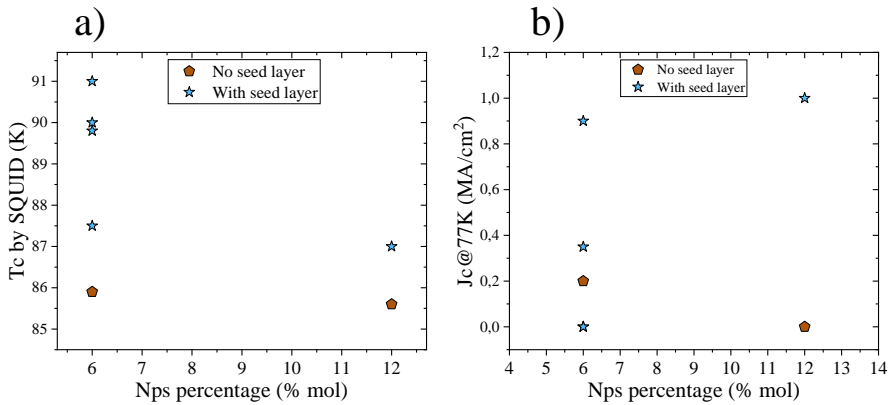 a)
No seed layer
With seed layer
91
90
89
88
87
86
85
Tc by SQUID (K)
6 7 8 9 10 11 12
Nps percentage (% mol)
b)
No seed layer
With seed layer
1,2
1,0
0,8
0,6
0,4
0,2
0,0
Jc@77K (MA/cm²)
4 5 6 7 8 9 10 11 12 13 14
Nps percentage (% mol)